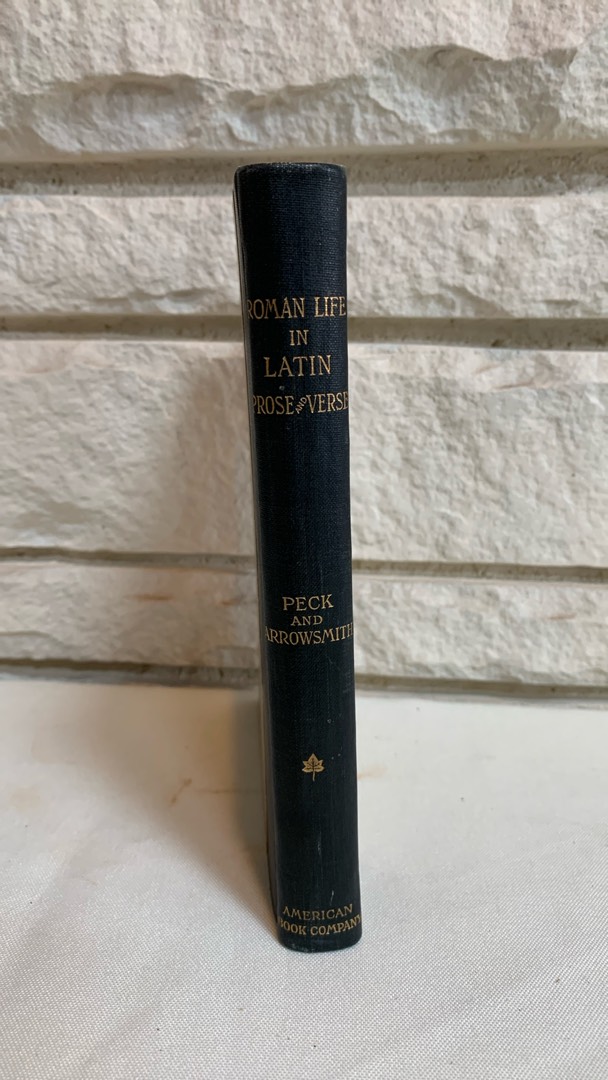 ROMAN LIFE
IN
LATIN
PROSE AND VERSE
PECK
AND
ARROWSMITH
AMERICAN
BOOK COMPANY